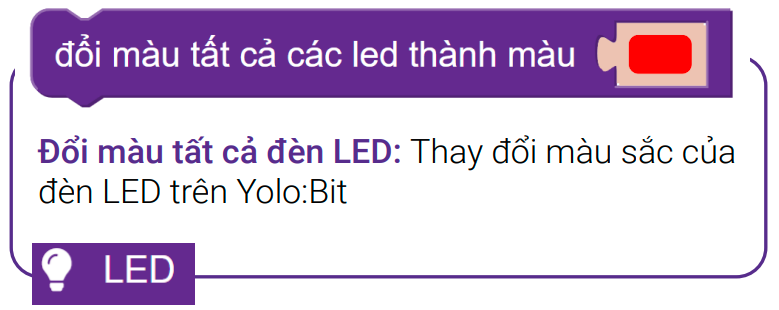 đổi màu tất cả các led thành màu
Đổi màu tất cả đèn LED: Thay đổi màu sắc của
đèn LED trên Yolo:Bit
LED